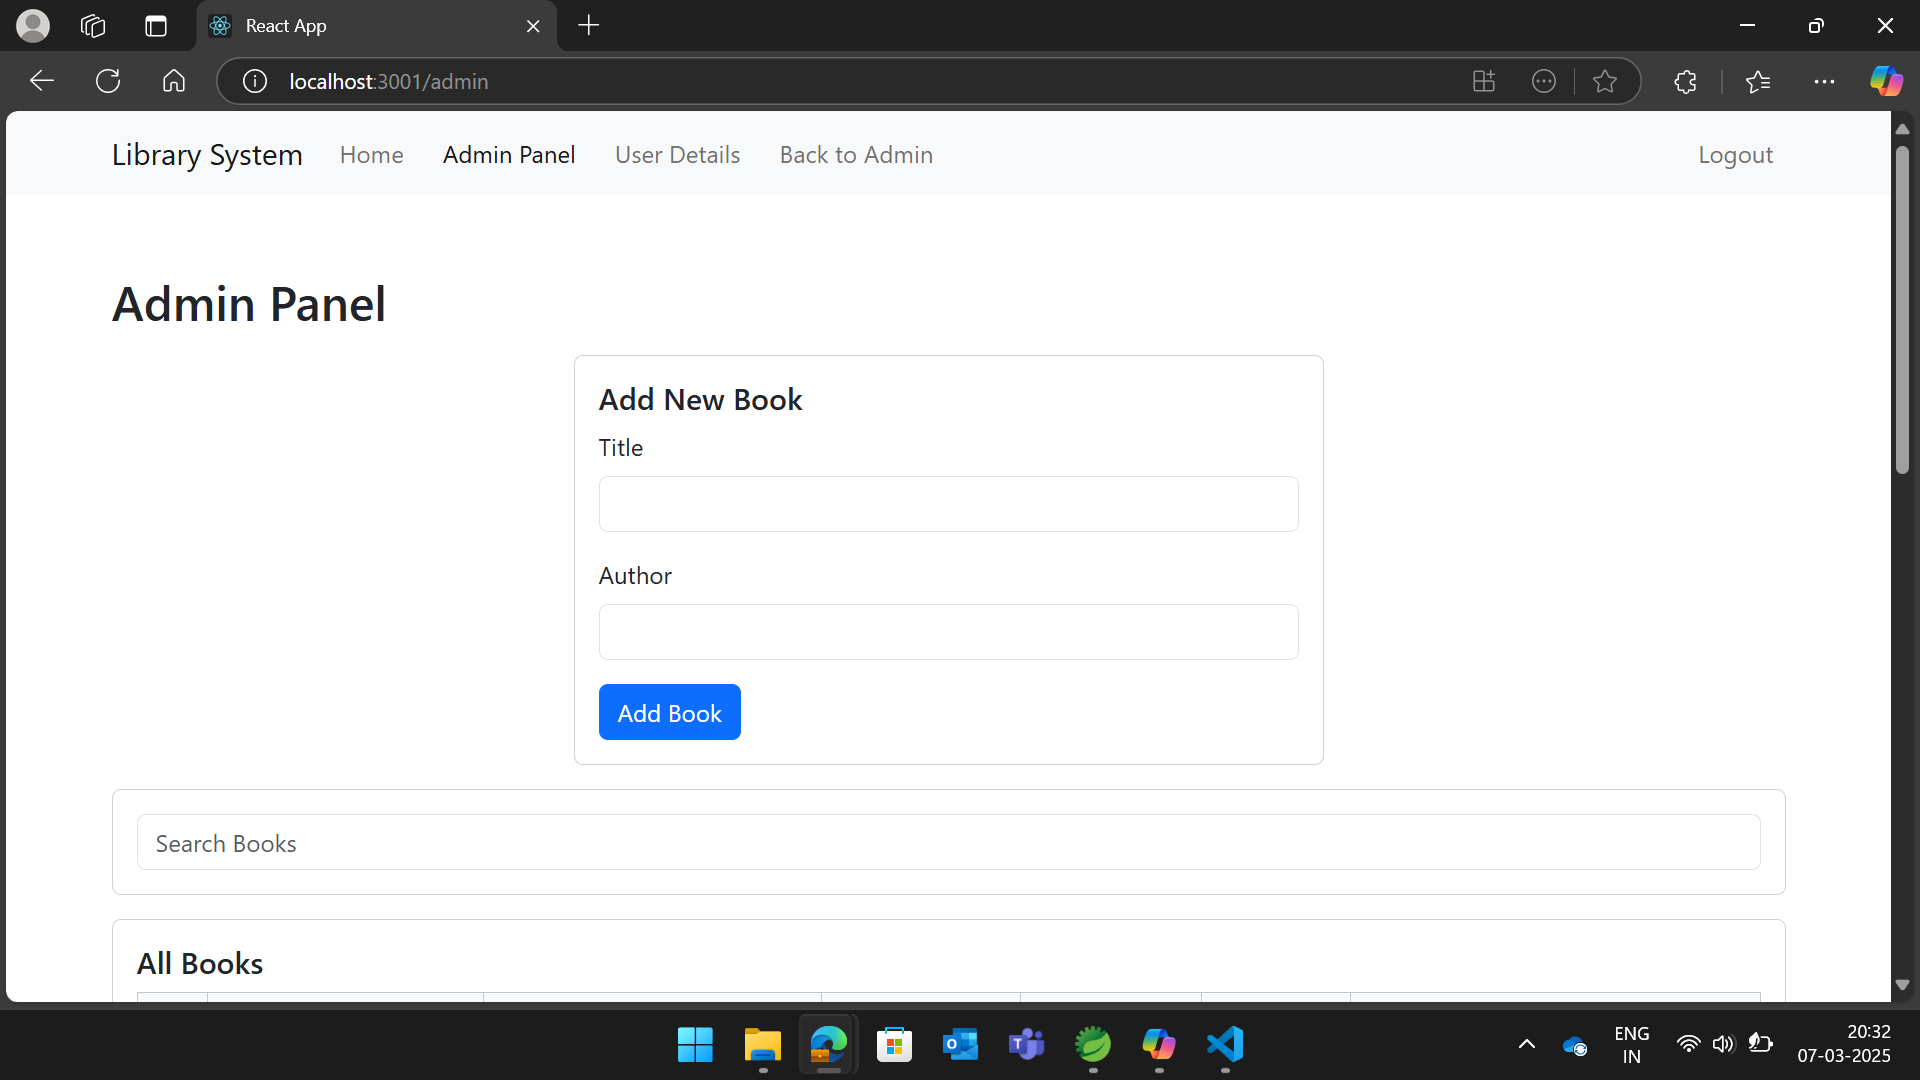 React App
localhost:3001/admin
Library System Home Admin Panel User Details Back to Admin Logout
Admin Panel
Add New Book
Title
Author
Add Book
Search Books
All Books
ENG
IN
20:32
07-03-2025